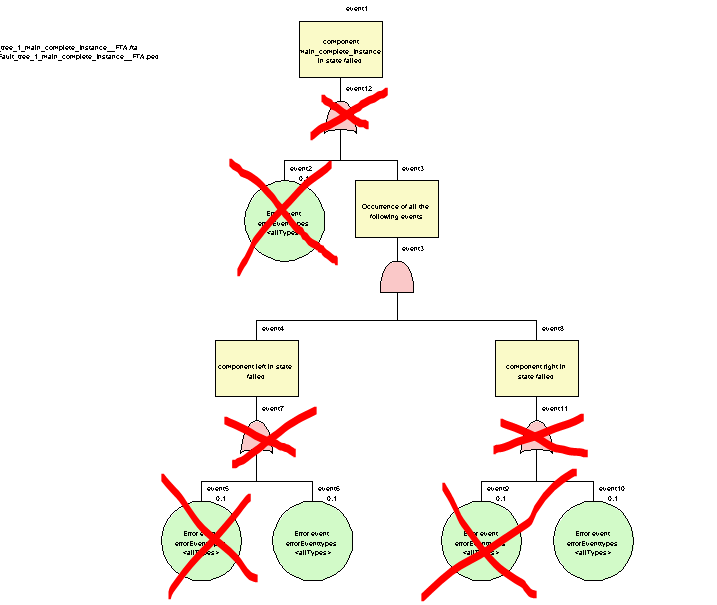 event1
component
main_complete_instance
in state failed
tree_1_main_complete_instance__FTA.fta
Fault_tree_1_main_complete_instance__FTA.ped
event12
event2
0.1
event3
Error event
errorEventtypes
<allTypes>
Occurrence of all the
following events
event3
event4
event8
component left in state
failed
component right in
state failed
event7
event11
event5
0.1
event6
0.1
event9
0.1
event10
0.1
Error event
errorEventtypes
<allTypes>
Error event
errorEventtypes
<allTypes>
Error event
errorEventtypes
<allTypes>
Error event
errorEventtypes
<allTypes>